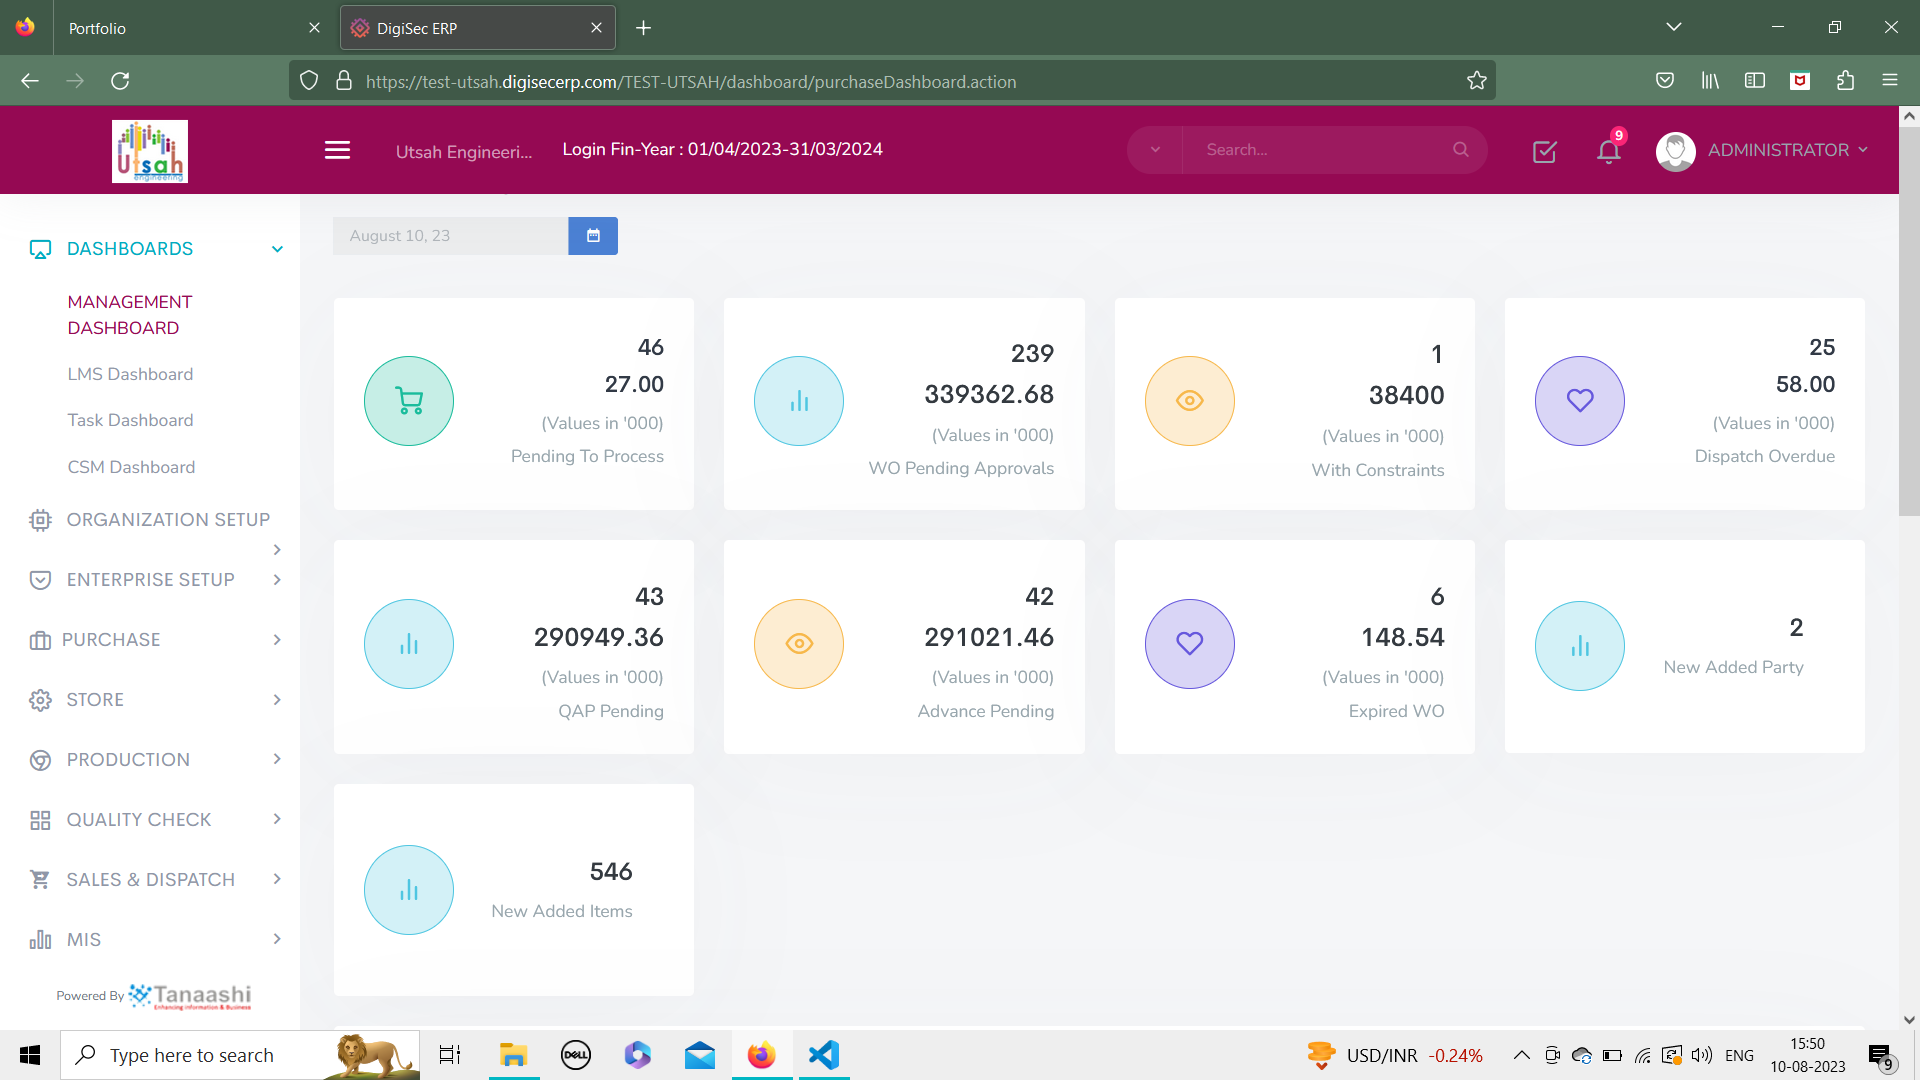 Portfolio
DigiSec ERP
https://test-utsah.digisecerp.com/TEST-UTSAH/dashboard/purchaseDashboard.action
Utsah
engineering
Utsah Engineeri...
Login Fin-Year : 01/04/2023-31/03/2024
Search...
9
ADMINISTRATOR
DASHBOARDS
MANAGEMENT
DASHBOARD
LMS Dashboard
Task Dashboard
CSM Dashboard
ORGANIZATION SETUP
ENTERPRISE SETUP
PURCHASE
STORE
PRODUCTION
QUALITY CHECK
SALES & DISPATCH
MIS
Powered By Tanaashi
Enhancing Information & Business
August 10, 23
46
27.00
(Values in '000)
Pending To Process
239
339362.68
(Values in '000)
WO Pending Approvals
1
38400
(Values in '000)
With Constraints
25
58.00
(Values in '000)
Dispatch Overdue
43
290949.36
(Values in '000)
QAP Pending
42
291021.46
(Values in '000)
Advance Pending
6
148.54
(Values in '000)
Expired WO
2
New Added Party
546
New Added Items
Type here to search
DELL
USD/INR -0.24%
ENG
15:50
10-08-2023
9